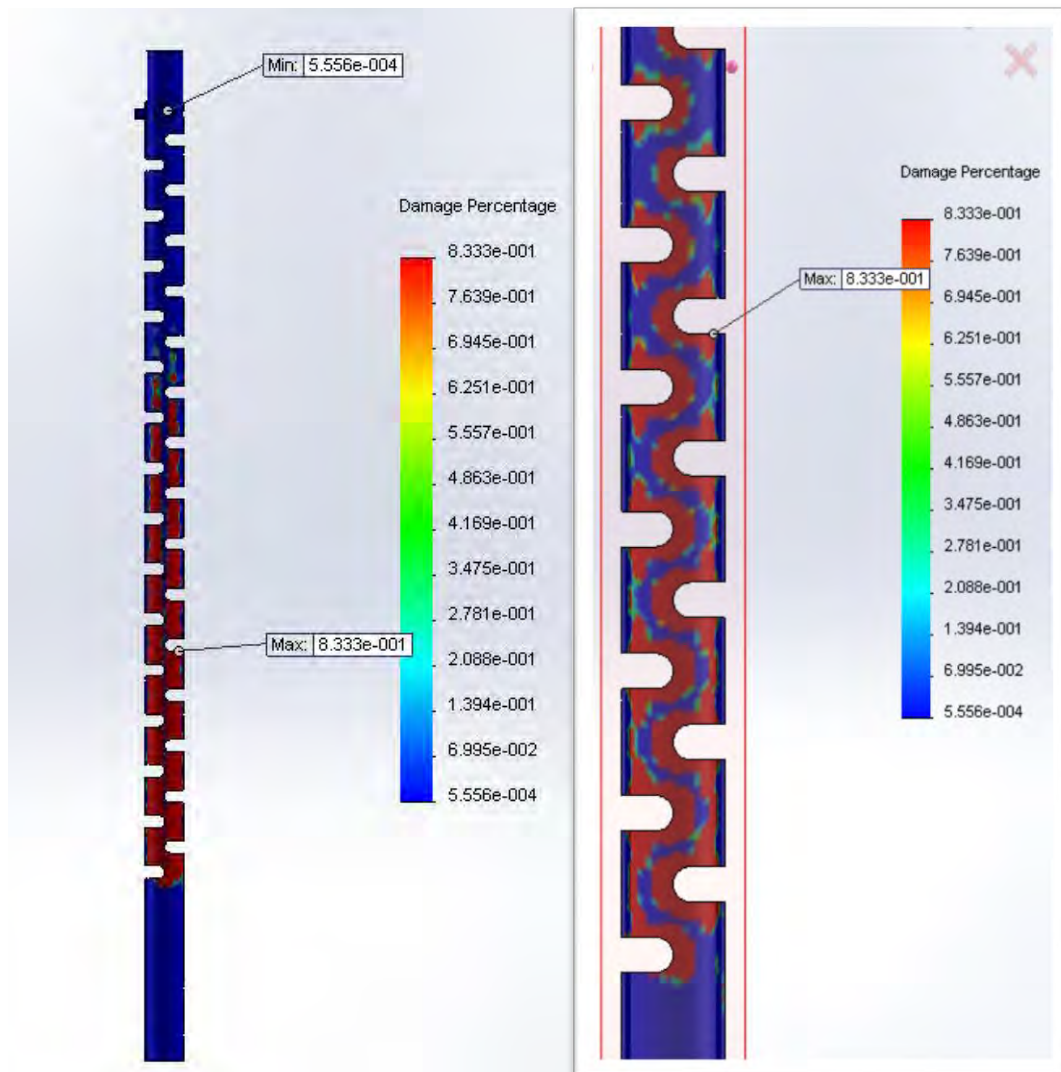 Min: 5.556e-004
Damage Percentage
8.333e-001
7.639e-001
6.945e-001
6.251e-001
5.557e-001
4.863e-001
4.169e-001
3.475e-001
2.781e-001
2.088e-001
1.394e-001
6.995e-002
5.556e-004
Max: 8.333e-001
Damage Percentage
8.333e-001
7.639e-001
6.945e-001
6.251e-001
5.557e-001
4.863e-001
4.169e-001
3.475e-001
2.781e-001
2.088e-001
1.394e-001
6.995e-002
5.556e-004
Max: 8.333e-001